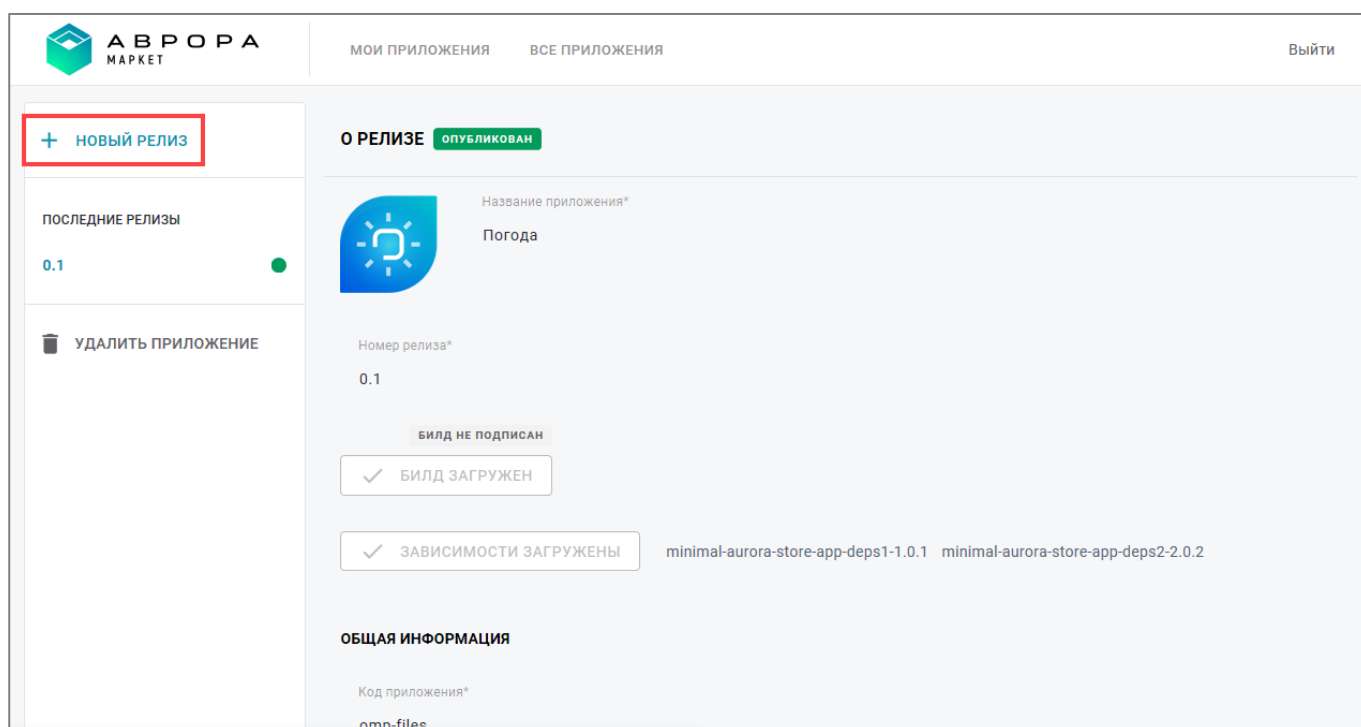 АВРОРА
МАРКЕТ
МОИ ПРИЛОЖЕНИЯ ВСЕ ПРИЛОЖЕНИЯ Выйти
+ НОВЫЙ РЕЛИЗ
О РЕЛИЗЕ ОПУБЛИКОВАН
Название приложения*
ПОСЛЕДНИЕ РЕЛИЗЫ
Погода
0.1
УДАЛИТЬ ПРИЛОЖЕНИЕ
Номер релиза*
0.1
БИЛД НЕ ПОДПИСАН
БИЛД ЗАГРУЖЕН
ЗАВИСИМОСТИ ЗАГРУЖЕНЫ minimal-aurora-store-app-deps1-1.0.1 minimal-aurora-store-app-deps2-2.0.2
ОБЩАЯ ИНФОРМАЦИЯ
Код приложения*
omp-files